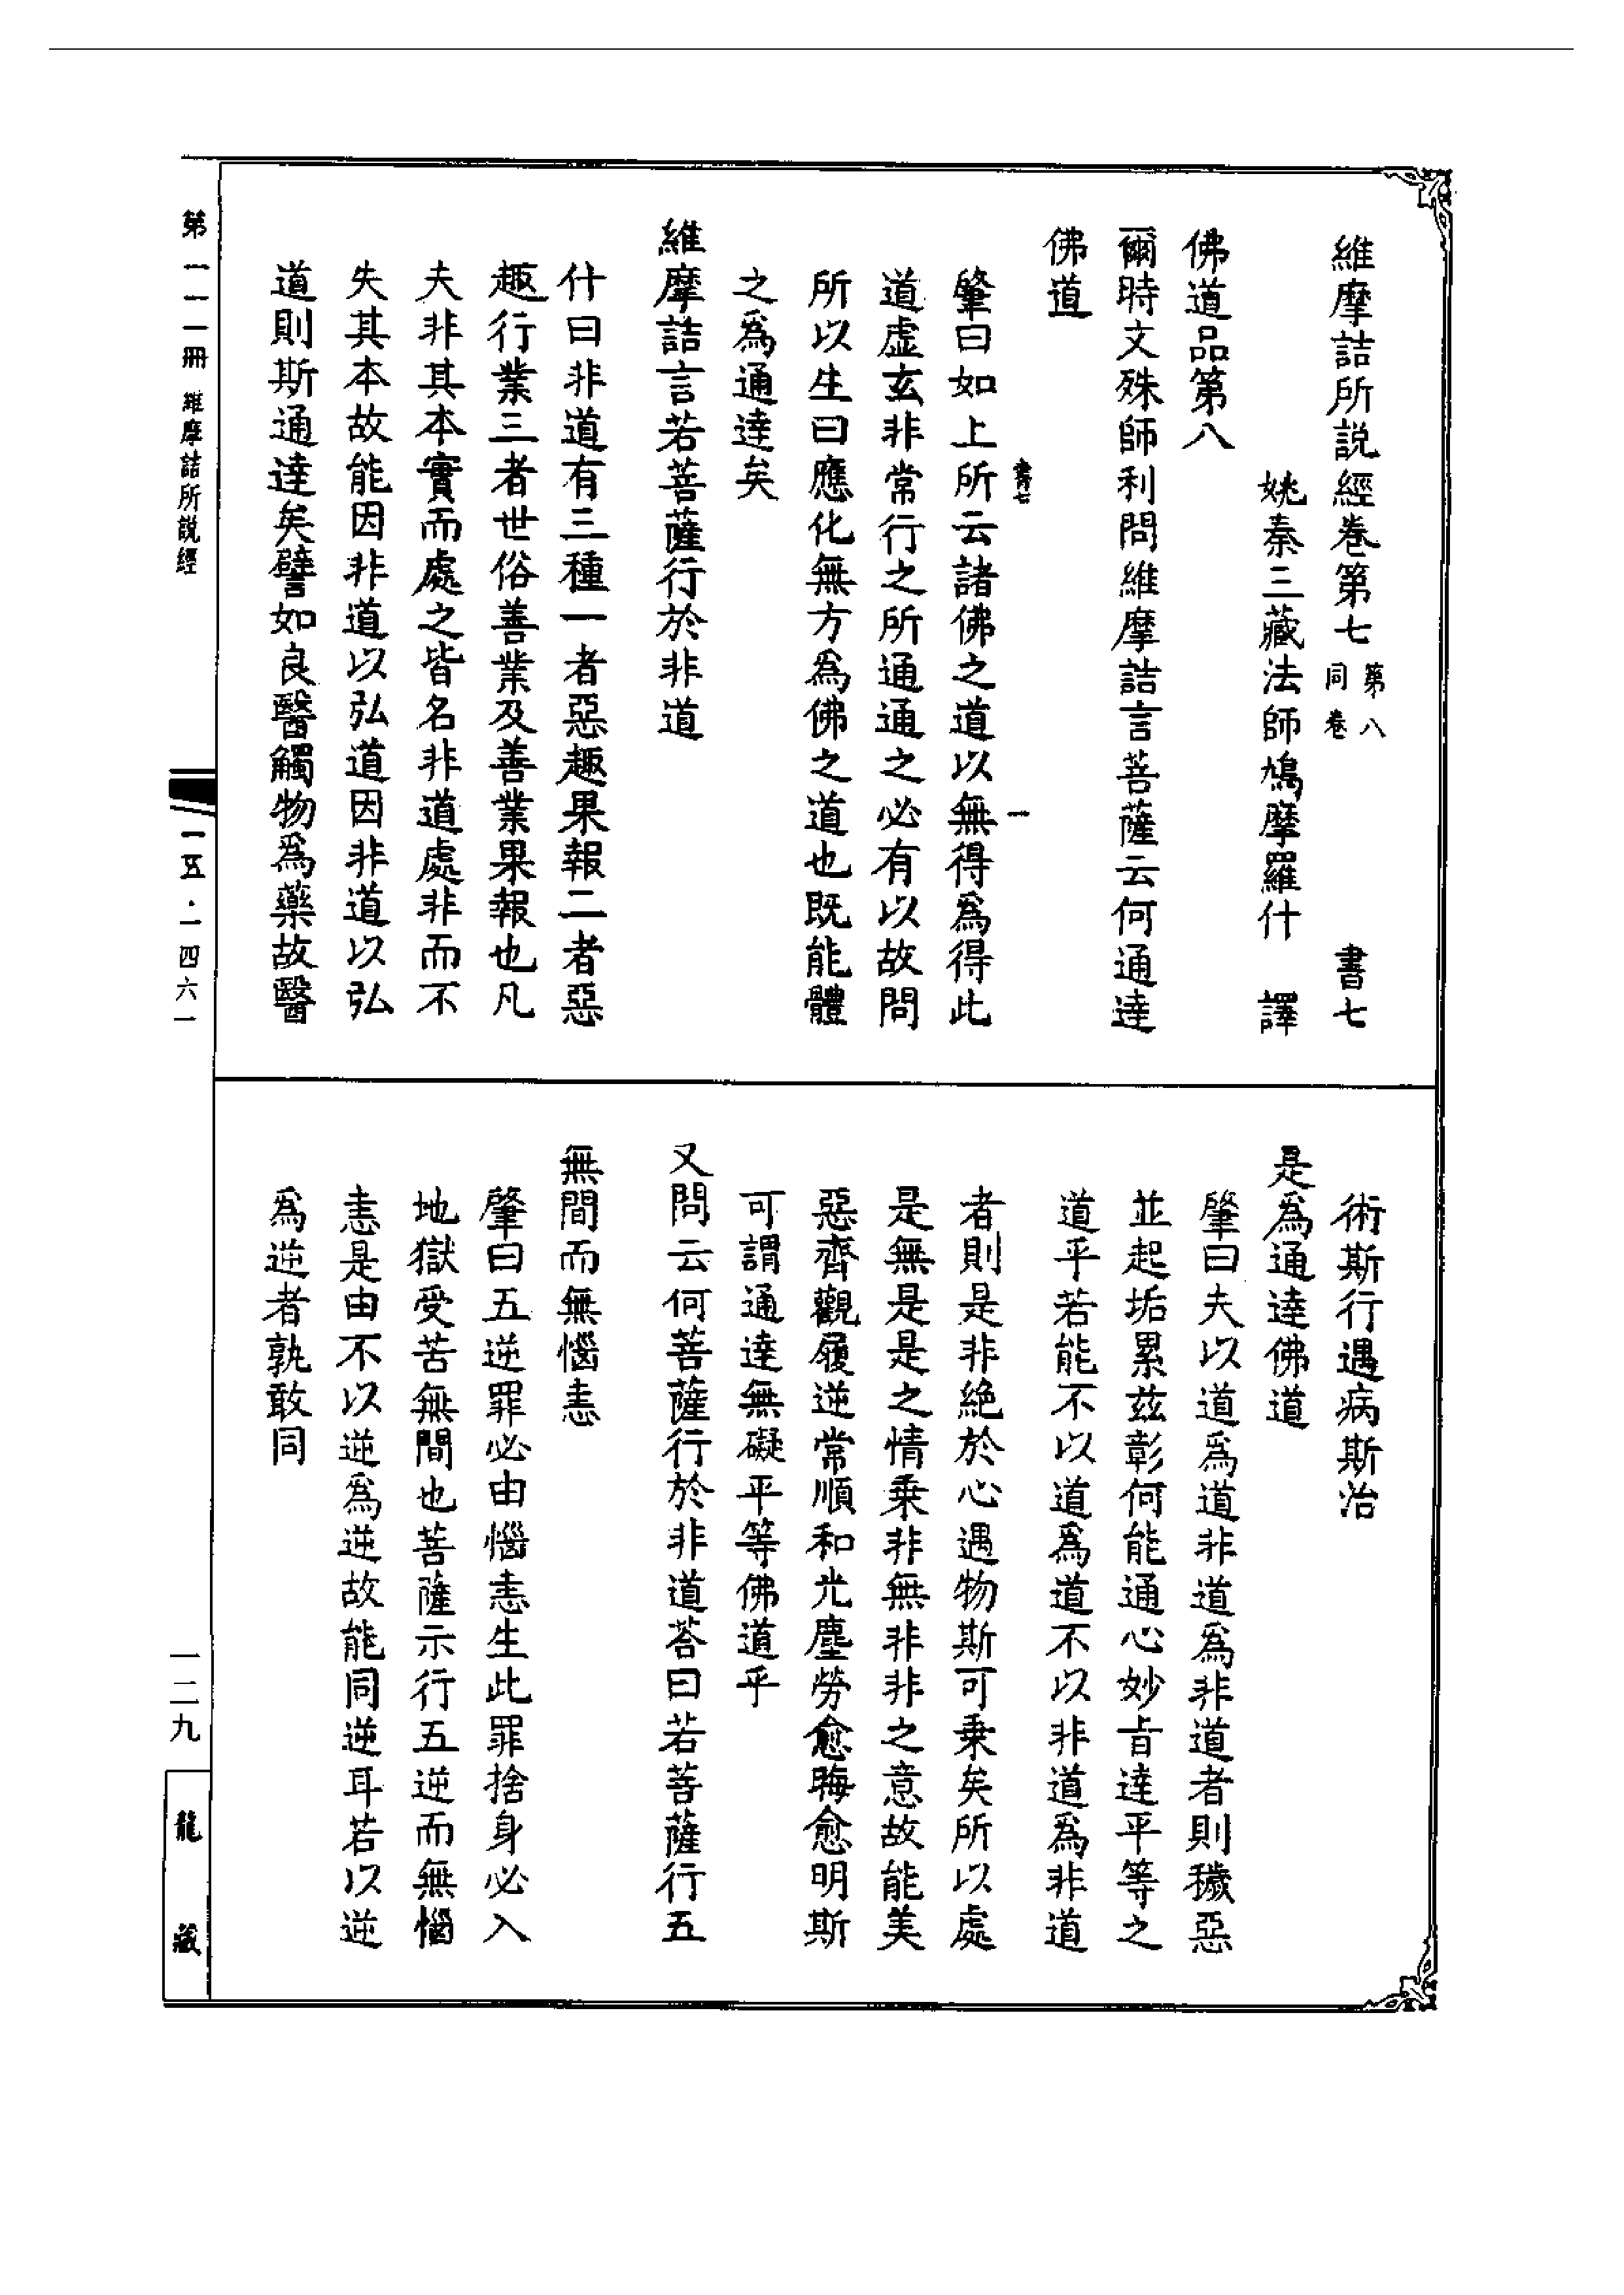 維摩詰所説經卷第七 第八同卷 書七
姚秦三藏法師鳩摩羅什 譯
佛道品第八
爾時文殊師利問維摩詰言菩薩云何通達
佛道
書七 一
肇曰如上所云諸佛之道以無得爲得此
道虚玄非常行之所通通之必有以故問
所以生曰應化無方爲佛之道也既能體
之爲通達矣
維摩詰言若菩薩行於非道
什曰非道有三種一者惡趣果報二者惡
趣行業三者世俗善業及善業果報也凡
夫非其本實而處之皆名非道處非而不
失其本故能因非道以弘道因非道以弘
道則斯通達矣譬如良醫觸物爲藥故醫
術斯行遇病斯治
是爲通達佛道
肇曰夫以道爲道非道爲非道者則穢惡
並起垢累茲彰何能通心妙旨達平等之
道乎若能不以道爲道不以非道爲非道
者則是非絶於心遇物斯可乗矣所以處
是無是是之情乗非無非非之意故能美
惡齊觀履逆常順和光塵勞愈晦愈明斯
可謂通達無礙平等佛道乎
又問云何菩薩行於非道荅曰若菩薩行五
無間而無惱恚
肇曰五逆罪必由惱恚生此罪捨身必入
地獄受苦無間也菩薩示行五逆而無惱
恚是由不以逆爲逆故能同逆耳若以逆
爲逆者孰敢同
第一一一冊 維摩詰所説經
一五·一四六一
一二九
龍藏